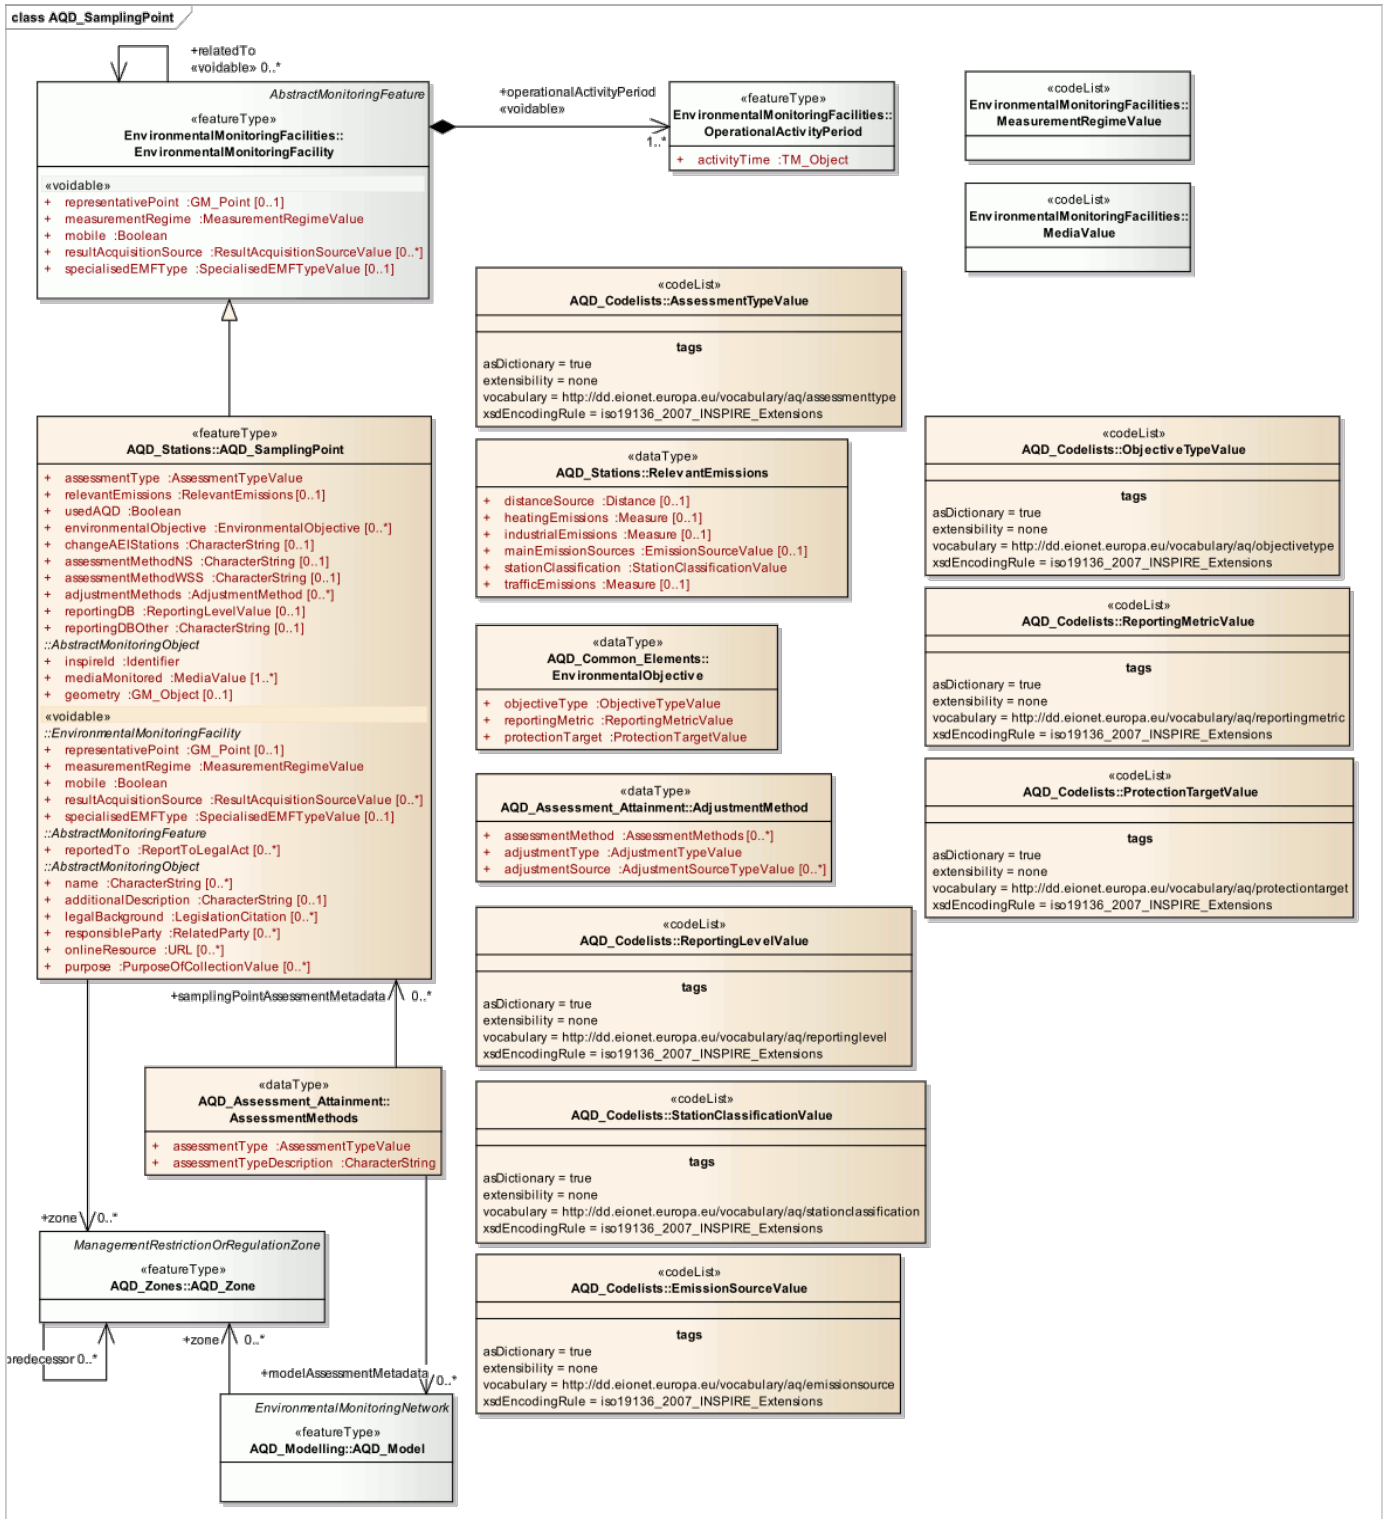 class AQD_SamplingPoint
+relatedTo
«voidable» 0..*
AbstractMonitoringFeature
«featureType»
EnvironmentalMonitoringFacilities::
EnvironmentalMonitoringFacility
«voidable»
+ representativePoint :GM_Point [0..1]
+ measurementRegime :MeasurementRegimeValue
+ mobile :Boolean
+ resultAcquisitionSource :ResultAcquisitionSourceValue [0..*]
+ specialisedEMFType :SpecialisedEMFTypeValue [0..1]
+operationalActivityPeriod
«voidable»
1..*
«featureType»
EnvironmentalMonitoringFacilities::
OperationalActivityPeriod
+ activityTime :TM_Object
«codeList»
EnvironmentalMonitoringFacilities::
MeasurementRegimeValue
«codeList»
EnvironmentalMonitoringFacilities::
MediaValue
«codeList»
AQD_Codelists::AssessmentTypeValue
tags
asDictionary = true
extensibility = none
vocabulary = http://dd.eionet.europa.eu/vocabulary/aq/assessmenttype
xsdEncodingRule = iso19136_2007_INSPIRE_Extensions
«featureType»
AQD_Stations::AQD_SamplingPoint
+ assessmentType :AssessmentTypeValue
+ relevantEmissions :RelevantEmissions [0..1]
+ usedAQD :Boolean
+ environmentalObjective :EnvironmentalObjective [0..*]
+ changeAEIStations :CharacterString [0..1]
+ assessmentMethodNS :CharacterString [0..1]
+ assessmentMethodWSS :CharacterString [0..1]
+ adjustmentMethods :AdjustmentMethod [0..*]
+ reportingDB :ReportingLevelValue [0..1]
+ reportingDBOther :CharacterString [0..1]
::AbstractMonitoringObject
+ inspireId :Identifier
+ mediaMonitored :MediaValue [1..*]
+ geometry :GM_Object [0..1]
«voidable»
::EnvironmentalMonitoringFacility
+ representativePoint :GM_Point [0..1]
+ measurementRegime :MeasurementRegimeValue
+ mobile :Boolean
+ resultAcquisitionSource :ResultAcquisitionSourceValue [0..*]
+ specialisedEMFType :SpecialisedEMFTypeValue [0..1]
::AbstractMonitoringFeature
+ reportedTo :ReportToLegalAct [0..*]
::AbstractMonitoringObject
+ name :CharacterString [0..*]
+ additionalDescription :CharacterString [0..1]
+ legalBackground :LegislationCitation [0..*]
+ responsibleParty :RelatedParty [0..*]
+ onlineResource :URL [0..*]
+ purpose :PurposeOfCollectionValue [0..*]
«dataType»
AQD_Stations::RelevantEmissions
+ distanceSource :Distance [0..1]
+ heatingEmissions :Measure [0..1]
+ industrialEmissions :Measure [0..1]
+ mainEmissionSources :EmissionSourceValue [0..1]
+ stationClassification :StationClassificationValue
+ trafficEmissions :Measure [0..1]
«dataType»
AQD_Common_Elements::
EnvironmentalObjective
+ objectiveType :ObjectiveTypeValue
+ reportingMetric :ReportingMetricValue
+ protectionTarget :ProtectionTargetValue
«dataType»
AQD_Assessment_Attainment::AdjustmentMethod
+ assessmentMethod :AssessmentMethods [0..*]
+ adjustmentType :AdjustmentTypeValue
+ adjustmentSource :AdjustmentSourceTypeValue [0..*]
«codeList»
AQD_Codelists::ObjectiveTypeValue
tags
asDictionary = true
extensibility = none
vocabulary = http://dd.eionet.europa.eu/vocabulary/aq/objectivetype
xsdEncodingRule = iso19136_2007_INSPIRE_Extensions
«codeList»
AQD_Codelists::ReportingMetricValue
tags
asDictionary = true
extensibility = none
vocabulary = http://dd.eionet.europa.eu/vocabulary/aq/reportingmetric
xsdEncodingRule = iso19136_2007_INSPIRE_Extensions
«codeList»
AQD_Codelists::ProtectionTargetValue
tags
asDictionary = true
extensibility = none
vocabulary = http://dd.eionet.europa.eu/vocabulary/aq/protectiontarget
xsdEncodingRule = iso19136_2007_INSPIRE_Extensions
«codeList»
AQD_Codelists::ReportingLevelValue
tags
asDictionary = true
extensibility = none
vocabulary = http://dd.eionet.europa.eu/vocabulary/aq/reportinglevel
xsdEncodingRule = iso19136_2007_INSPIRE_Extensions
+samplingPointAssessmentMetadata 0..*
«dataType»
AQD_Assessment_Attainment::
AssessmentMethods
+ assessmentType :AssessmentTypeValue
+ assessmentTypeDescription :CharacterString
«codeList»
AQD_Codelists::StationClassificationValue
tags
asDictionary = true
extensibility = none
vocabulary = http://dd.eionet.europa.eu/vocabulary/aq/stationclassification
xsdEncodingRule = iso19136_2007_INSPIRE_Extensions
+zone 0..*
ManagementRestrictionOrRegulationZone
«featureType»
AQD_Zones::AQD_Zone
«codeList»
AQD_Codelists::EmissionSourceValue
tags
asDictionary = true
extensibility = none
vocabulary = http://dd.eionet.europa.eu/vocabulary/aq/emissionsource
xsdEncodingRule = iso19136_2007_INSPIRE_Extensions
+zone 0..*
predecessor 0..*
+modelAssessmentMetadata
0..*
EnvironmentalMonitoringNetwork
«featureType»
AQD_Modelling::AQD_Model